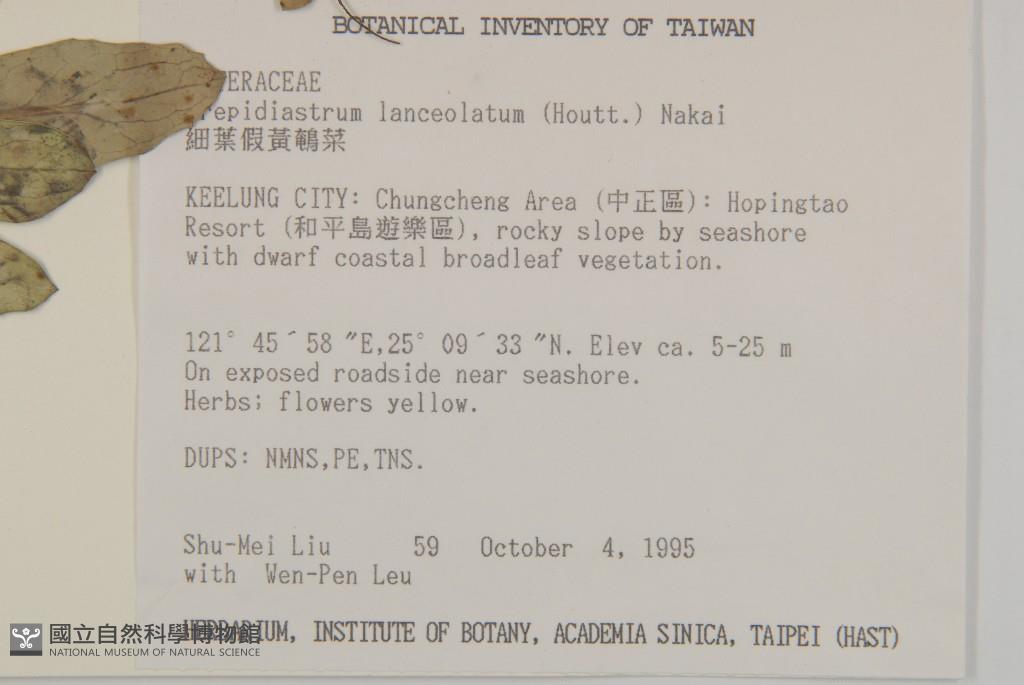 BOTANICAL INVENTORY OF TAIWAN
ERACEAE
repidiastrum lanceolatum (Houtt.) Nakai
細葉假黃鵪菜
KEELUNG CITY: Chungcheng Area (中正區): Hopingtao
Resort (和平島遊樂區), rocky slope by seashore
with dwarf coastal broadleaf vegetation.
121° 45´58 ″E,25° 09´33 ″N. Elev ca. 5-25 m
On exposed roadside near seashore.
Herbs; flowers yellow.
DUPS: NMNS,PE,TNS.
Shu-Mei Liu 59 October 4, 1995
with Wen-Pen Leu
HERBARIUM, INSTITUTE OF BOTANY, ACADEMIA SINICA, TAIPEI (HAST)
國立自然科學博物館
NATIONAL MUSEUM OF NATURAL SCIENCE